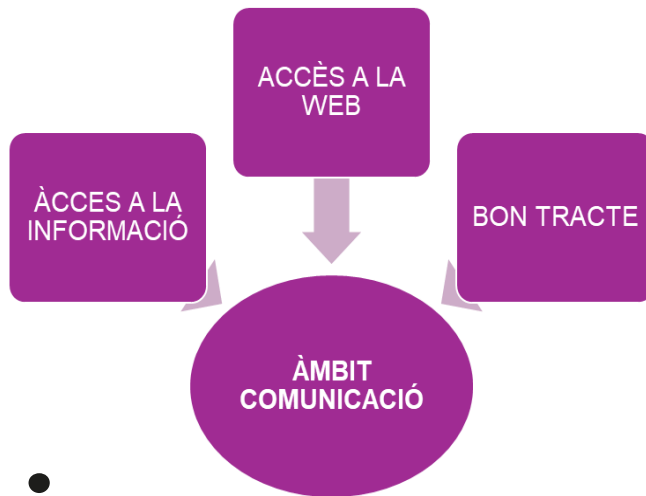 ACCÈS A LA
WEB
ÀCCES A LA
INFORMACIÓ
BON TRACTE
ÀMBIT
COMUNICACIÓ